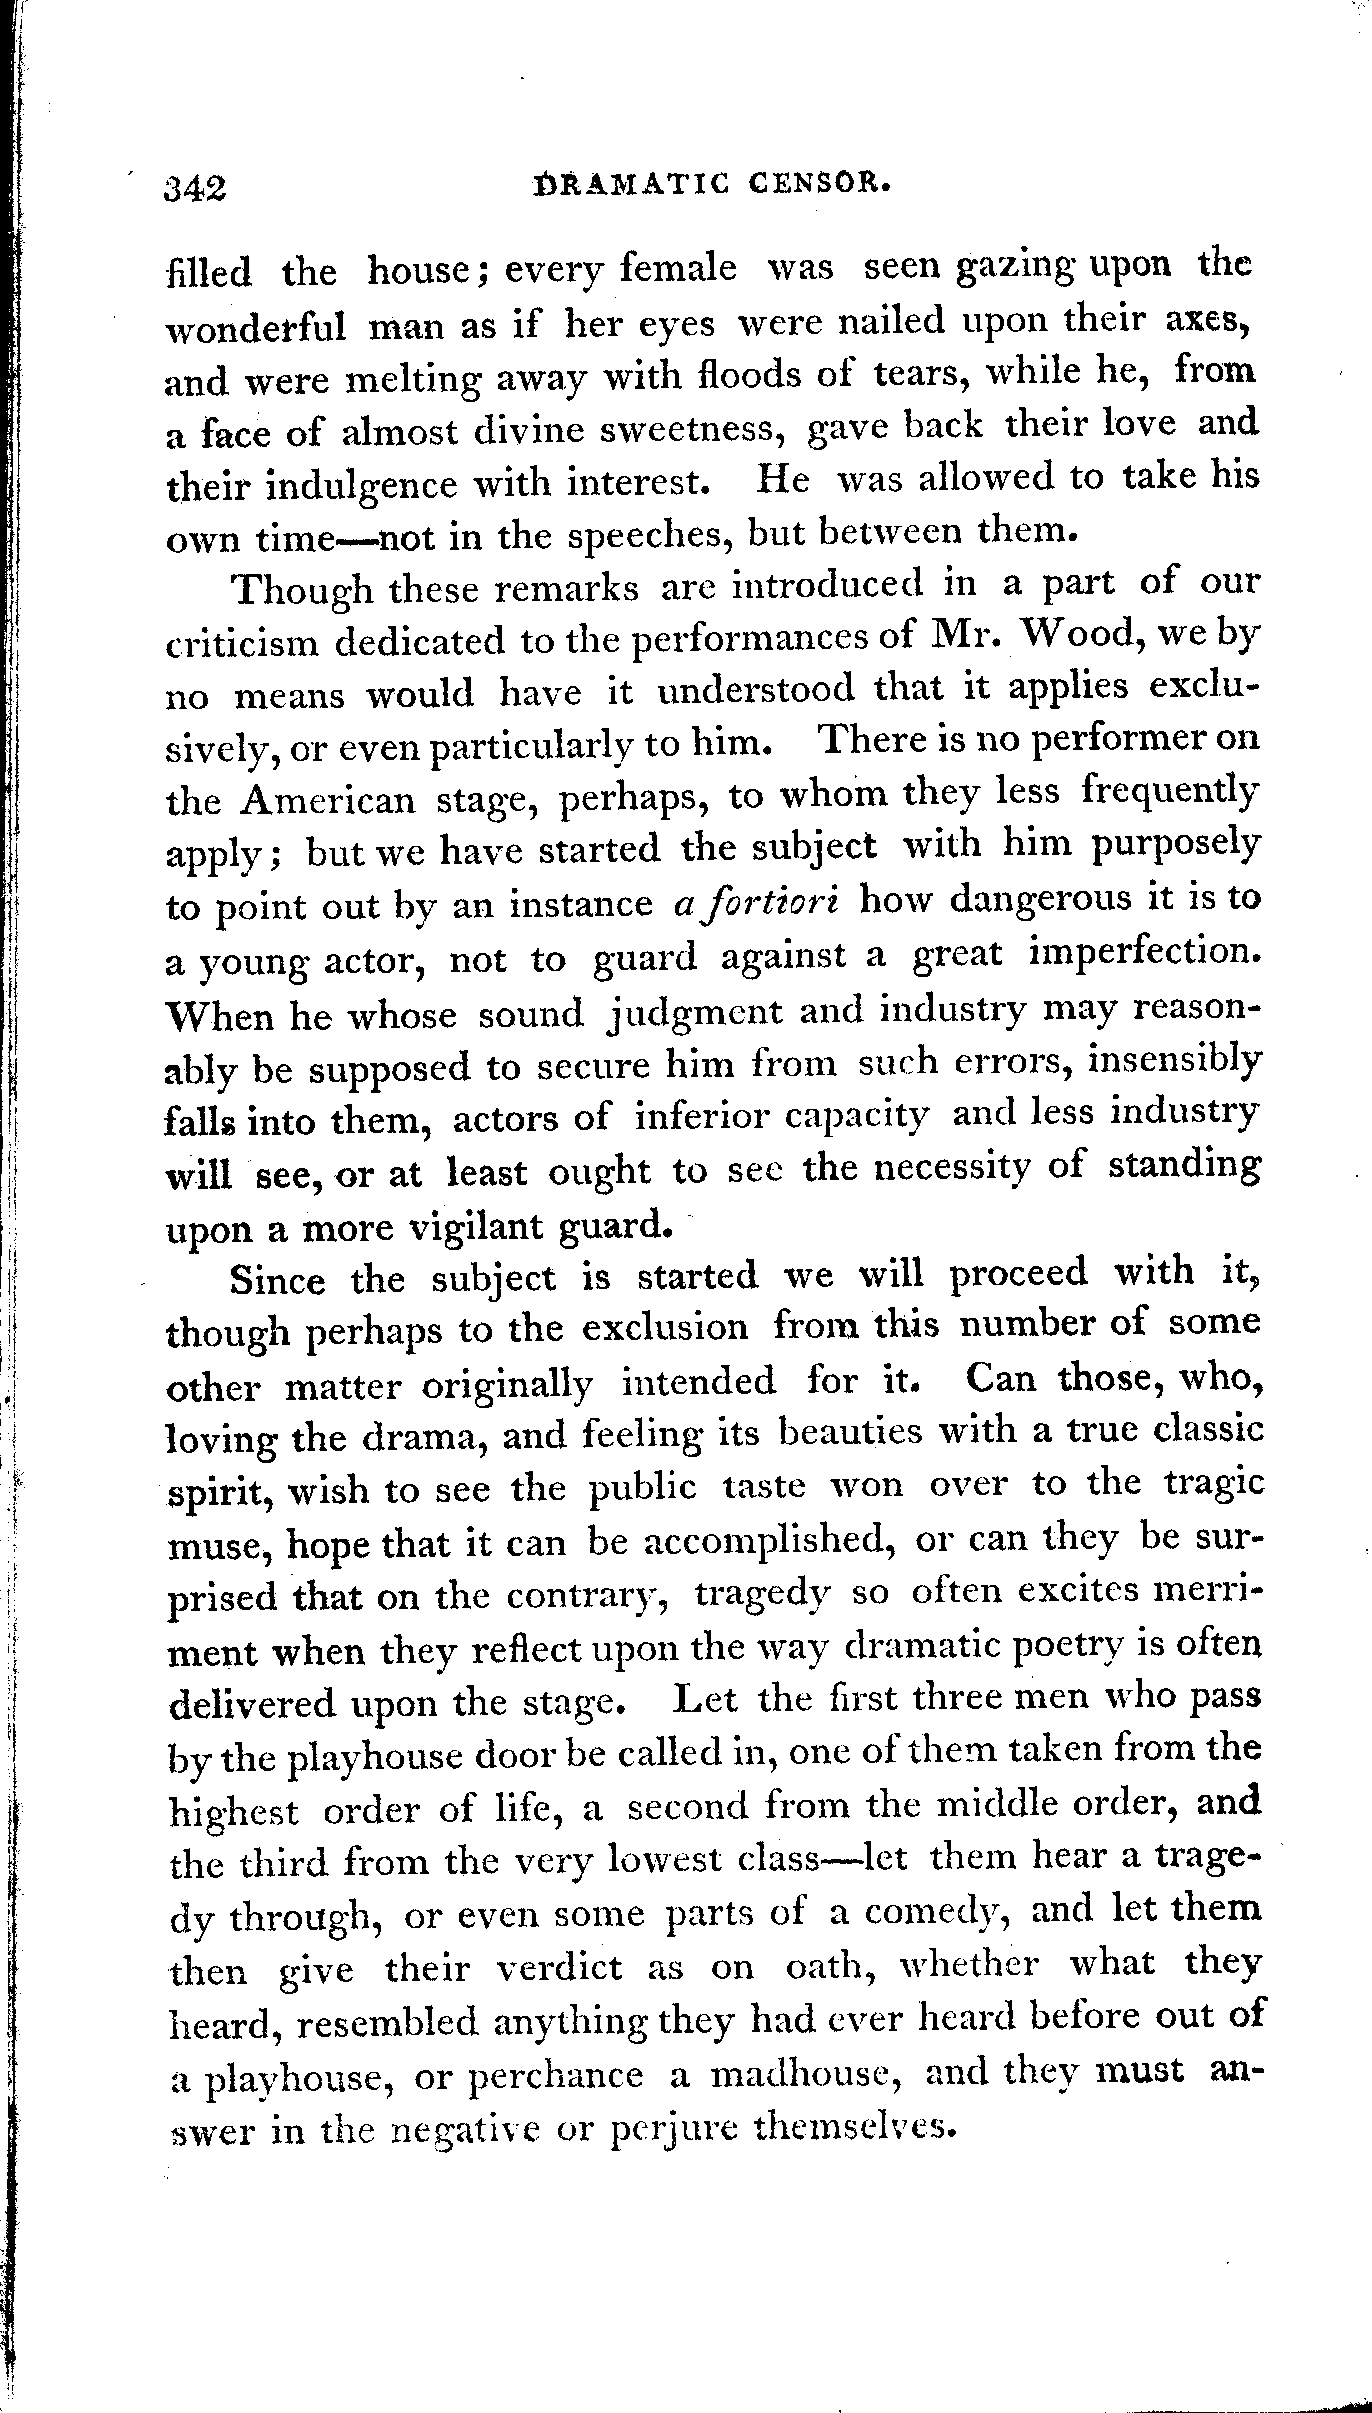 342 DRAMATIC CENSOR.
filled the house; every female was seen gazing upon the
wonderful man as if her eyes were nailed upon their axes,
and were melting away with floods of tears, while he, from
a face of almost divine sweetness, gave back their love and
their indulgence with interest. He was allowed to take his
own time—not in the speeches, but between them.
Though these remarks are introduced in a part of our
criticism dedicated to the performances of Mr. Wood, we by
no means would have it understood that it applies exclu-
sively, or even particularly to him. There is no performer on
the American stage, perhaps, to whom they less frequently
apply; but we have started the subject with him purposely
to point out by an instance a fortiori how dangerous it is to
a young actor, not to guard against a great imperfection.
When he whose sound judgment and industry may reason-
ably be supposed to secure him from such errors, insensibly
falls into them, actors of inferior capacity and less industry
will see, or at least ought to see the necessity of standing
upon a more vigilant guard.
Since the subject is started we will proceed with it,
though perhaps to the exclusion from this number of some
other matter originally intended for it. Can those, who,
loving the drama, and feeling its beauties with a true classic
spirit, wish to see the public taste won over to the tragic
muse, hope that it can be accomplished, or can they be sur-
prised that on the contrary, tragedy so often excites merri-
ment when they reflect upon the way dramatic poetry is often
delivered upon the stage. Let the first three men who pass
by the playhouse door be called in, one of them taken from the
highest order of life, a second from the middle order, and
the third from the very lowest class—let them hear a trage-
dy through, or even some parts of a comedy, and let them
then give their verdict as on oath, whether what they
heard, resembled anything they had ever heard before out of
a playhouse, or perchance a madhouse, and they must an-
swer in the negative or perjure themselves.